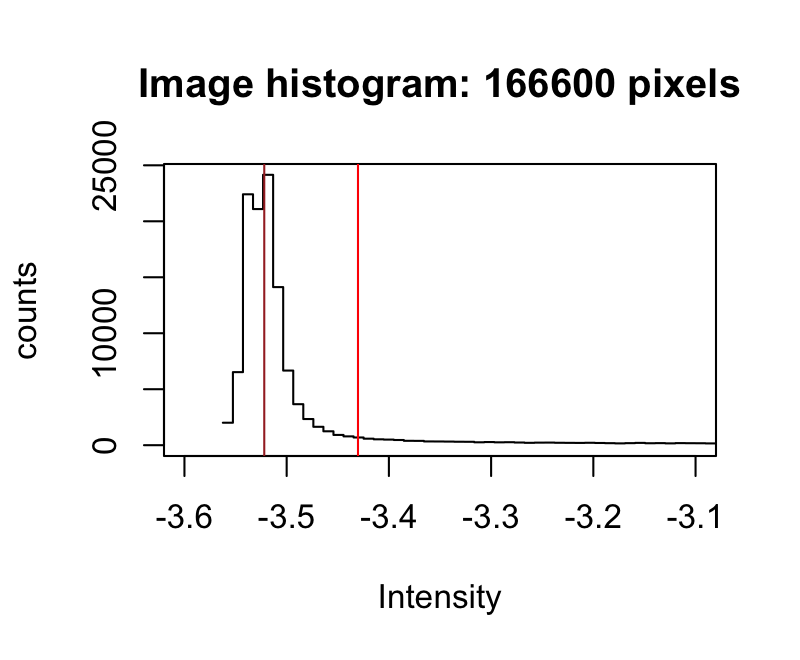 Image histogram: 166600 pixels
counts
25000
10000
0
-3.6 -3.5 -3.4 -3.3 -3.2 -3.1
Intensity